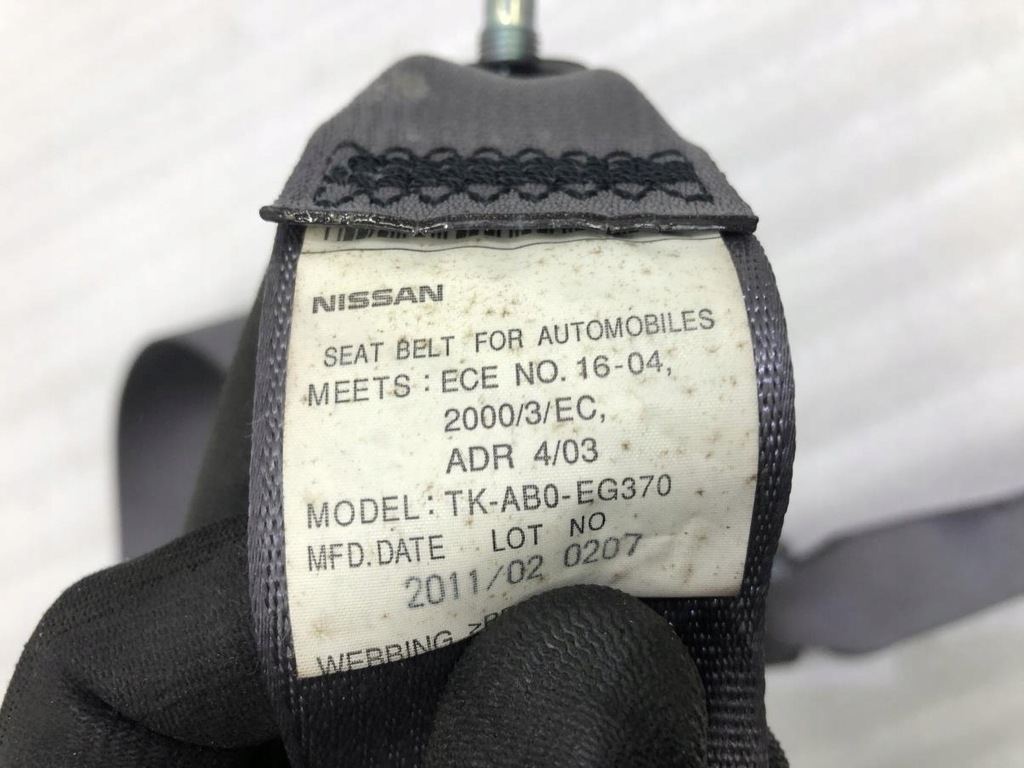 NISSAN
SEAT BELT FOR AUTOMOBILES
MEETS : ECE NO. 16-04,
2000/3/EC,
ADR 4/03
MODEL: TK-AB0-EG370
MFD.DATE LOT NO
2011/02 0207
WEBBING